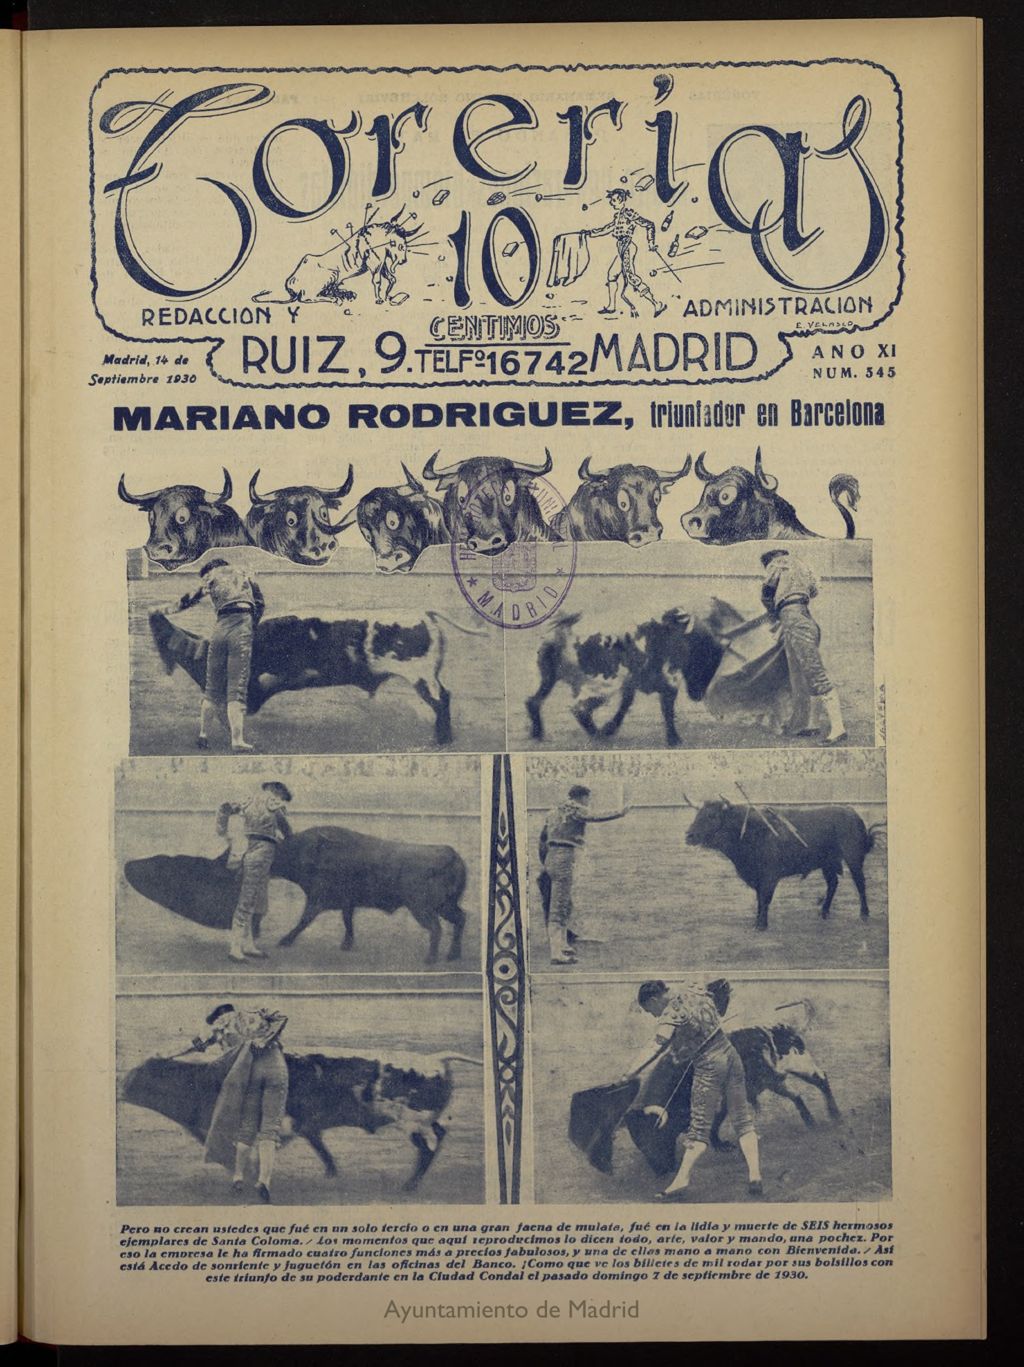 Torerías
10
CENTIMOS
REDACCION Y ADMINISTRACION
E. VELASCO
RUIZ, 9. TELFº-16742 MADRID
Madrid, 14 de
Septiembre 1930
AÑO XI
NUM. 545
MARIANO RODRIGUEZ, triunfador en Barcelona
HEMEROTECA MUNICIPAL
MADRID
Pero no crean ustedes que fué en un solo tercio o en una gran faena de muleta, fué en la lidia y muerte de SEIS hermosos
ejemplares de Santa Coloma. / Los momentos que aquí reproducimos lo dicen todo, arte, valor y mando, una pochez. Por
eso la empresa le ha firmado cuatro funciones más a precios fabulosos, y una de ellas mano a mano con Bienvenida. / Así
está Acedo de sonriente y juguetón en las oficinas del Banco. ¡Como que ve los billetes de mil rodar por sus bolsillos con
este triunfo de su poderdante en la Ciudad Condal el pasado domingo 7 de septiembre de 1930.
Ayuntamiento de Madrid